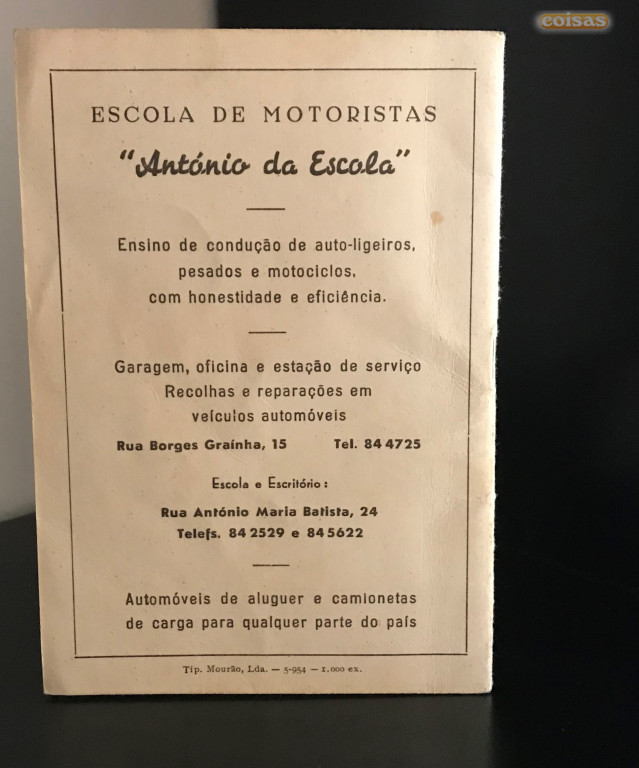 coisas
ESCOLA DE MOTORISTAS
"António da Escola"
Ensino de condução de auto-ligeiros,
pesados e motociclos,
com honestidade e eficiência.
Garagem, oficina e estação de serviço
Recolhas e reparações em
veículos automóveis
Rua Borges Graínha, 15 Tel. 84 4725
Escola e Escritório:
Rua António Maria Batista, 24
Telefs. 84 2529 e 84 5622
Automóveis de aluguer e camionetas
de carga para qualquer parte do país
Tip. Mourão, Lda. — 5-954 — 1.000 ex.